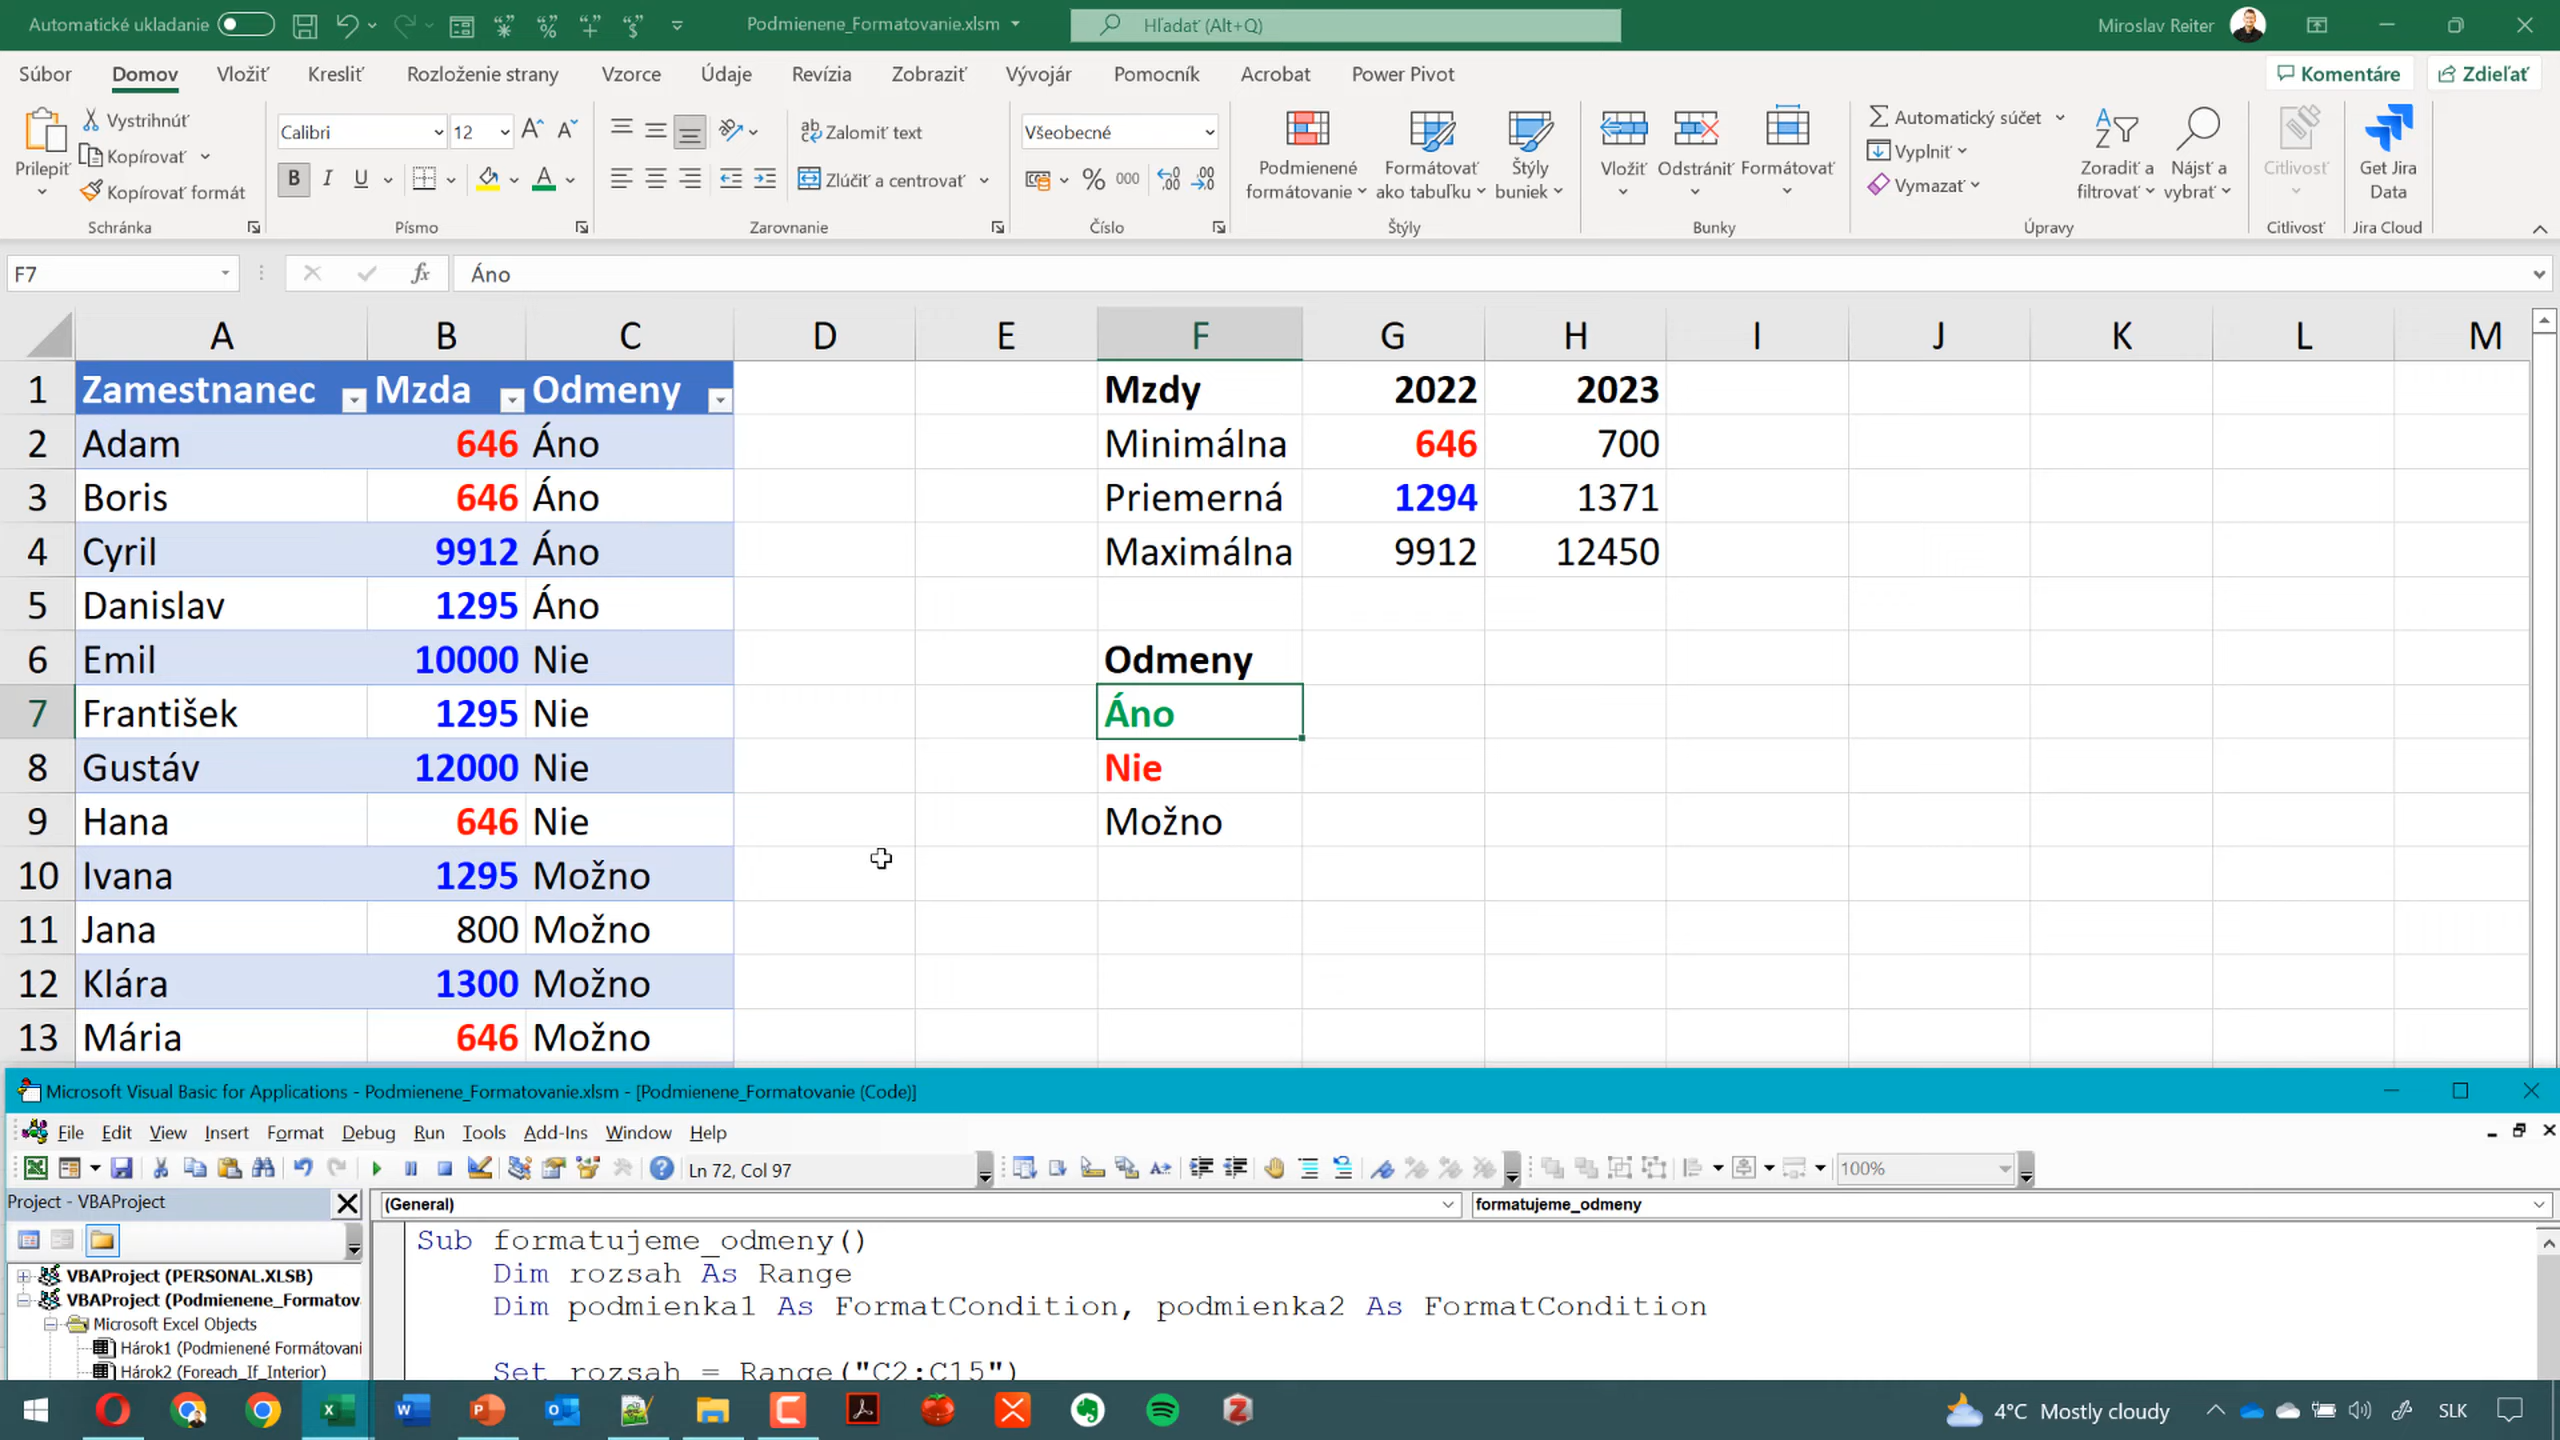 Automatické ukladanie
Podmienene_Formatovanie.xlsm
Hľadať (Alt+Q)
Miroslav Reiter
Súbor Domov Vložiť Kresliť Rozloženie strany Vzorce Údaje Revízia Zobraziť Vývojár Pomocník Acrobat Power Pivot Komentáre Zdieľať
Prilepiť
Vystrihnúť
Kopírovať
Kopírovať formát
Schránka
Calibri 12
B I U
Písmo
Zalomiť text
Zlúčiť a centrovať
Zarovnanie
Všeobecné
% 000
Číslo
Podmienené formátovanie
Formátovať ako tabuľku
Štýly buniek
Štýly
Vložiť Odstrániť Formátovať
Bunky
Automatický súčet
Vyplniť
Vymazať
Zoradiť a filtrovať
Nájsť a vybrať
Úpravy
Citlivosť
Citlivosť
Get Jira Data
Jira Cloud
F7 fx Áno
A B C D E F G H I J K L M
1 Zamestnanec Mzda Odmeny Mzdy 2022 2023
2 Adam 646 Áno Minimálna 646 700
3 Boris 646 Áno Priemerná 1294 1371
4 Cyril 9912 Áno Maximálna 9912 12450
5 Danislav 1295 Áno
6 Emil 10000 Nie Odmeny
7 František 1295 Nie Áno
8 Gustáv 12000 Nie Nie
9 Hana 646 Nie Možno
10 Ivana 1295 Možno
11 Jana 800 Možno
12 Klára 1300 Možno
13 Mária 646 Možno
Microsoft Visual Basic for Applications - Podmienene_Formatovanie.xlsm - [Podmienene_Formatovanie (Code)]
File Edit View Insert Format Debug Run Tools Add-Ins Window Help
Ln 72, Col 97
100%
Project - VBAProject
(General)
formatujeme_odmeny
VBAProject (PERSONAL.XLSB)
VBAProject (Podmienene_Formatov
Microsoft Excel Objects
Hárok1 (Podmienené Formátovani
Hárok2 (Foreach_If_Interior)
Sub formatujeme_odmeny()
Dim rozsah As Range
Dim podmienka1 As FormatCondition, podmienka2 As FormatCondition
Set rozsah = Range("C2:C15")
4°C Mostly cloudy
SLK